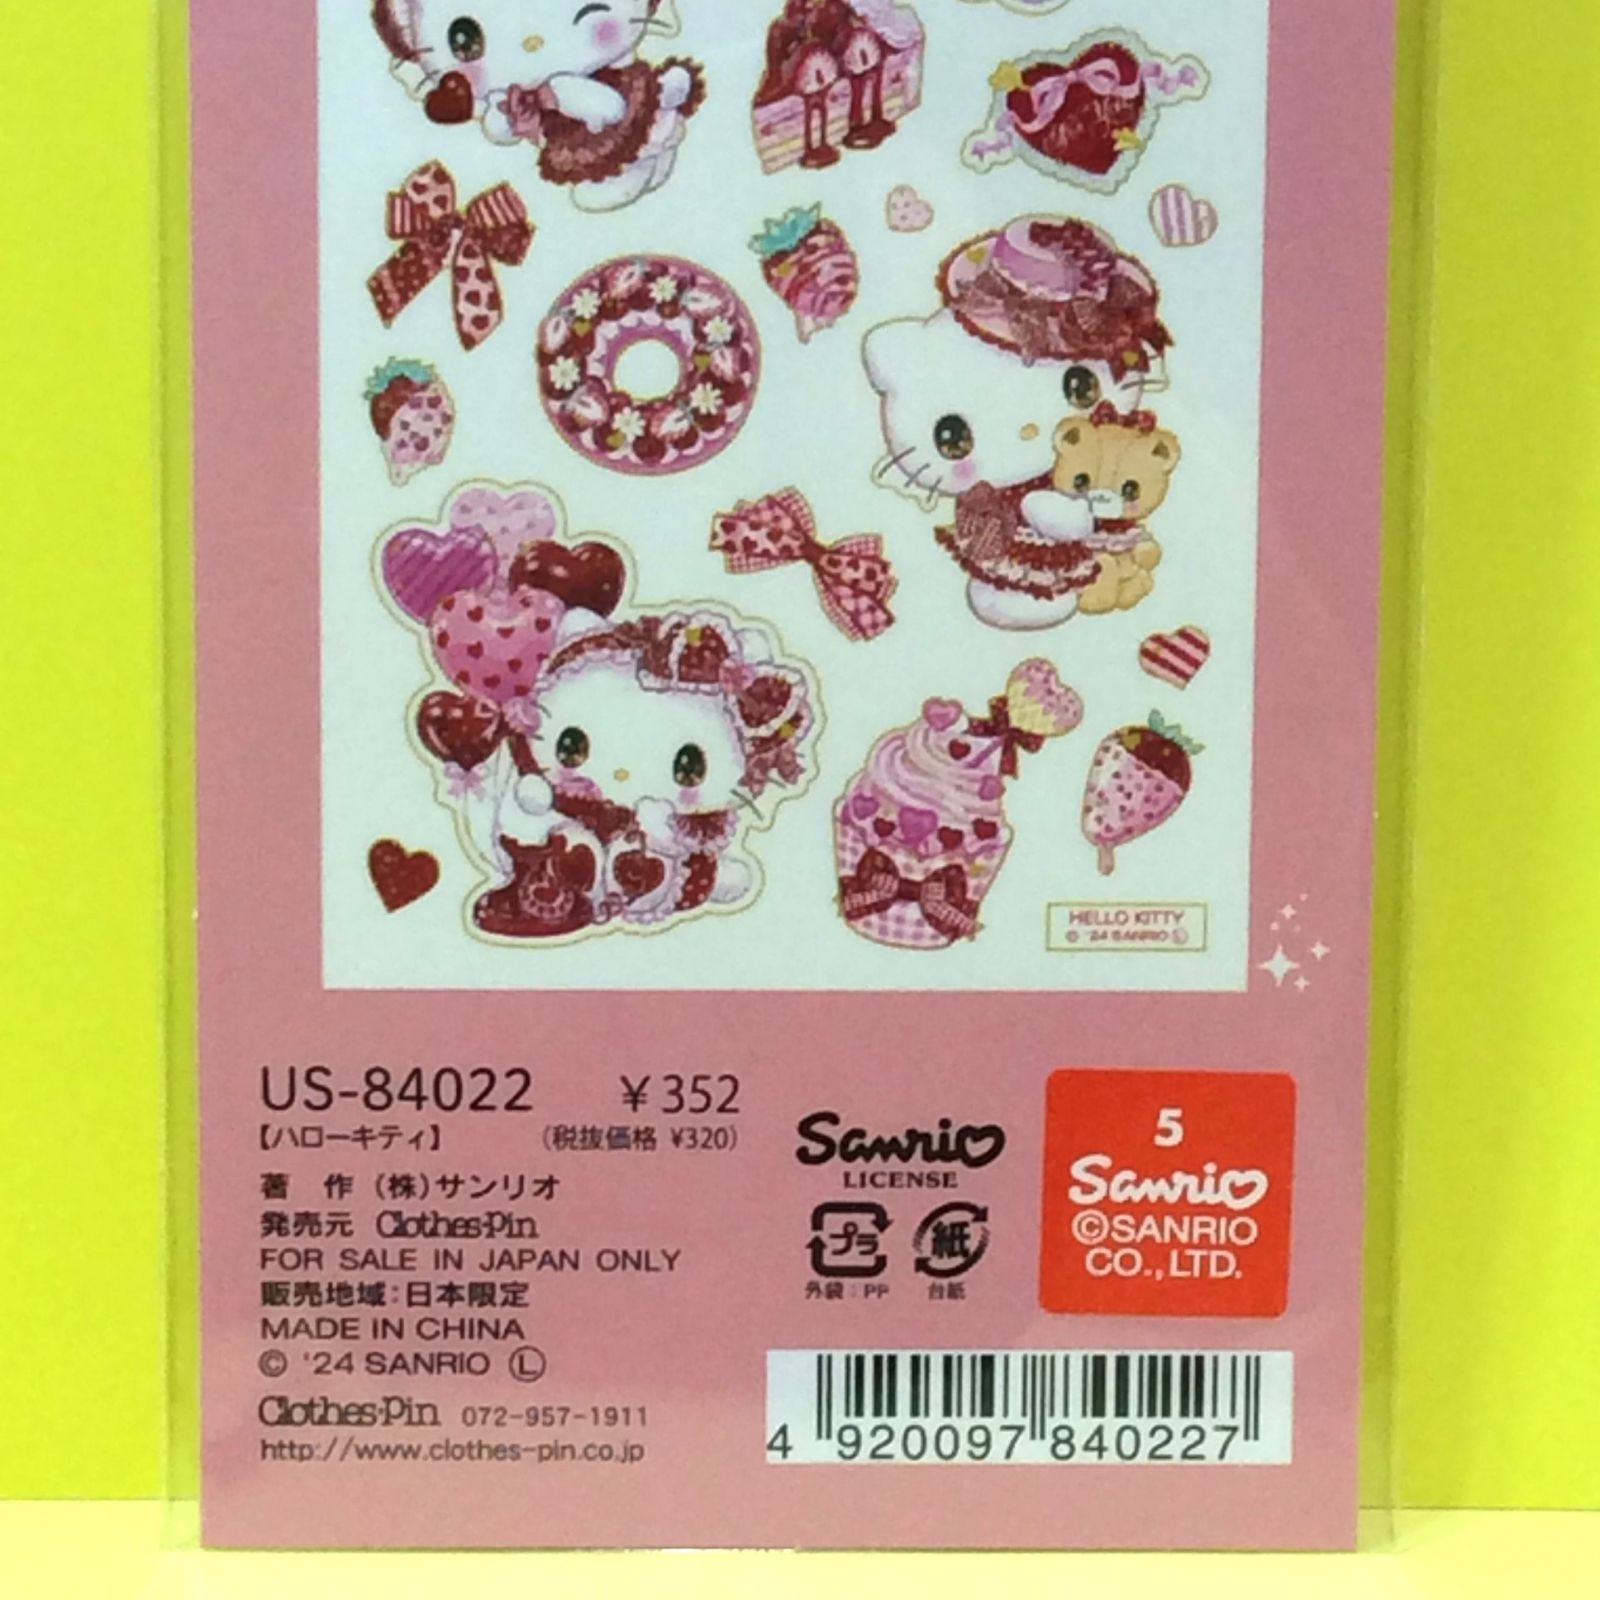 HELLO KITTY
© '24 SANRIO Ⓛ
US-84022 ¥352
【ハローキティ】 (税抜価格 ¥320)
著 作 (株)サンリオ
発売元 Clothes・Pin
FOR SALE IN JAPAN ONLY
販売地域:日本限定
MADE IN CHINA
© '24 SANRIO Ⓛ
Clothes・Pin 072-957-1911
http://www.clothes-pin.co.jp
Sanrio
LICENSE
プラ 紙
外袋:PP 台紙
5
Sanrio
©SANRIO
CO.,LTD.
4 920097 840227